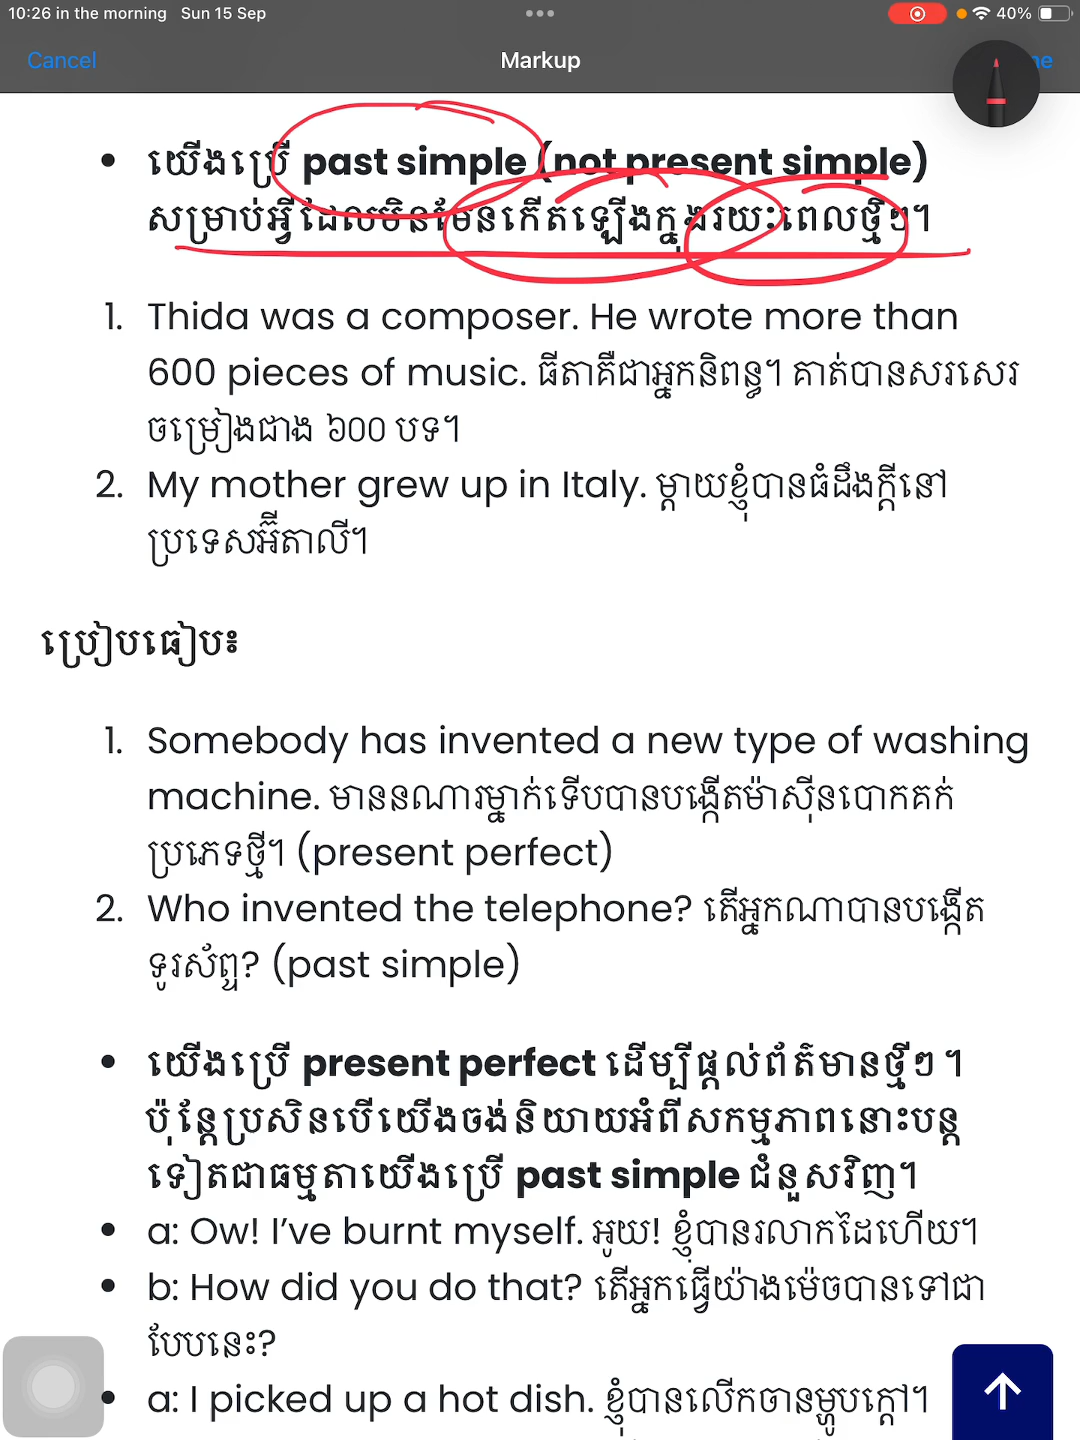 10:26 in the morning Sun 15 Sep 40%
Cancel Markup
• យើងប្រើ past simple (not present simple)
សម្រាប់អ្វីដែលមិនមែនកើតឡើងក្នុងរយៈពេលថ្មីៗ។
1. Thida was a composer. He wrote more than
600 pieces of music. ធីតាគឺជាអ្នកនិពន្ធ។ គាត់បានសរសេរ
ចម្រៀងជាង ៦00 បទ។
2. My mother grew up in Italy. ម្តាយខ្ញុំបានធំដឹងក្តីនៅ
ប្រទេសអ៊ីតាលី។
ប្រៀបធៀប៖
1. Somebody has invented a new type of washing
machine. មាននណារម្នាក់ទើបបានបង្កើតម៉ាស៊ីនបោកគក់
ប្រភេទថ្មី។ (present perfect)
2. Who invented the telephone? តើអ្នកណាបានបង្កើត
ទូរស័ព្ទ? (past simple)
• យើងប្រើ present perfect ដើម្បីផ្តល់ព័ត៌មានថ្មីៗ។
ប៉ុន្តែប្រសិនបើយើងចង់និយាយអំពីសកម្មភាពនោះបន្ត
ទៀតជាធម្មតាយើងប្រើ past simple ជំនួសវិញ។
• a: Ow! I’ve burnt myself. អូយ! ខ្ញុំបានរលាកដៃហើយ។
• b: How did you do that? តើអ្នកធ្វើយ៉ាងម៉េចបានទៅជា
បែបនេះ?
• a: I picked up a hot dish. ខ្ញុំបានលើកចានម្ហូបក្តៅ។